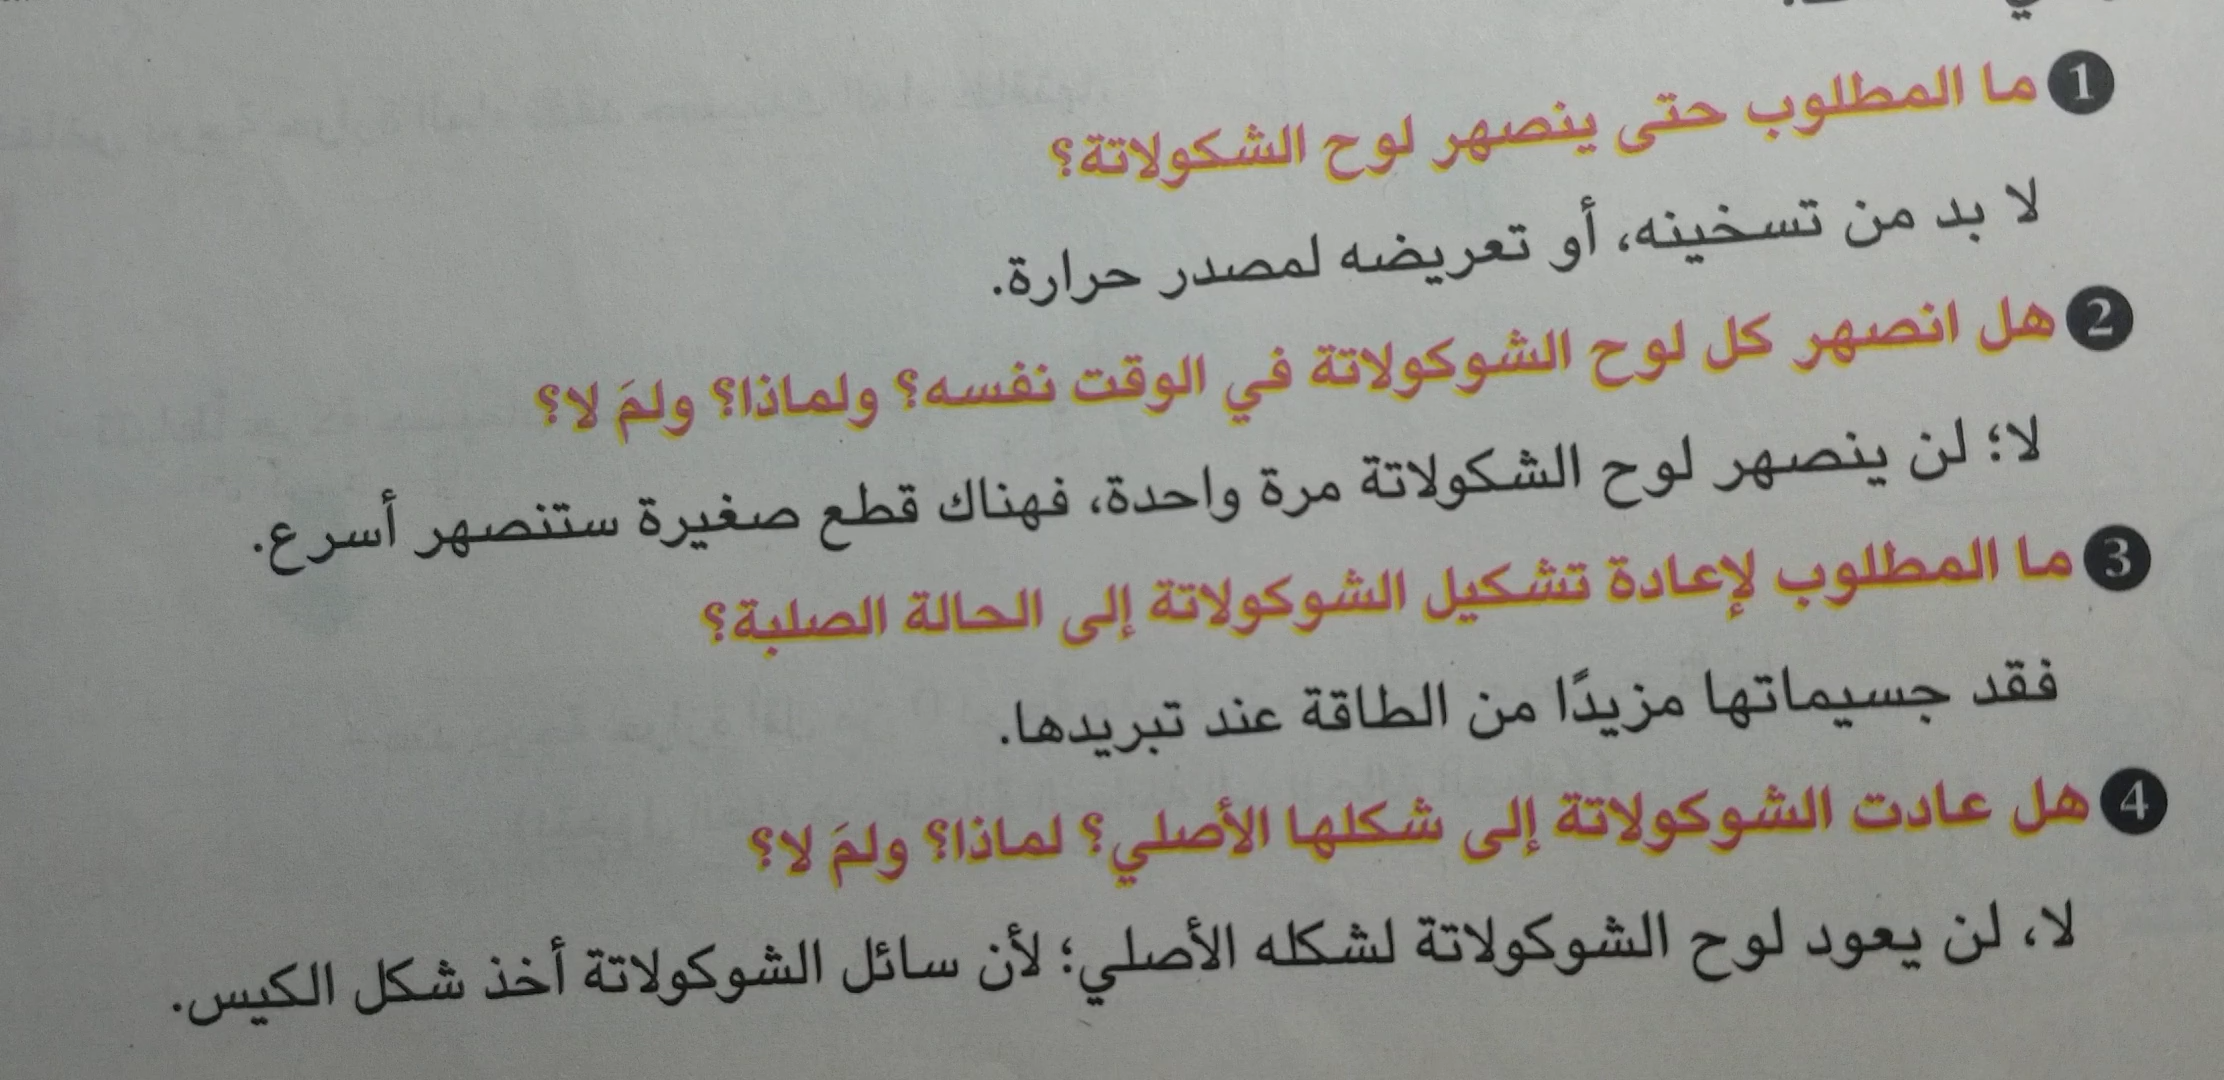 1 ما المطلوب حتى ينصهر لوح الشكولاتة؟
لا بد من تسخينه، أو تعريضه لمصدر حرارة.
2 هل انصهر كل لوح الشوكولاتة في الوقت نفسه؟ ولماذا؟ ولمَ لا؟
لا؛ لن ينصهر لوح الشكولاتة مرة واحدة، فهناك قطع صغيرة ستنصهر أسرع.
3 ما المطلوب لإعادة تشكيل الشوكولاتة إلى الحالة الصلبة؟
فقد جسيماتها مزيدًا من الطاقة عند تبريدها.
4 هل عادت الشوكولاتة إلى شكلها الأصلي؟ لماذا؟ ولمَ لا؟
لا، لن يعود لوح الشوكولاتة لشكله الأصلي؛ لأن سائل الشوكولاتة أخذ شكل الكيس.